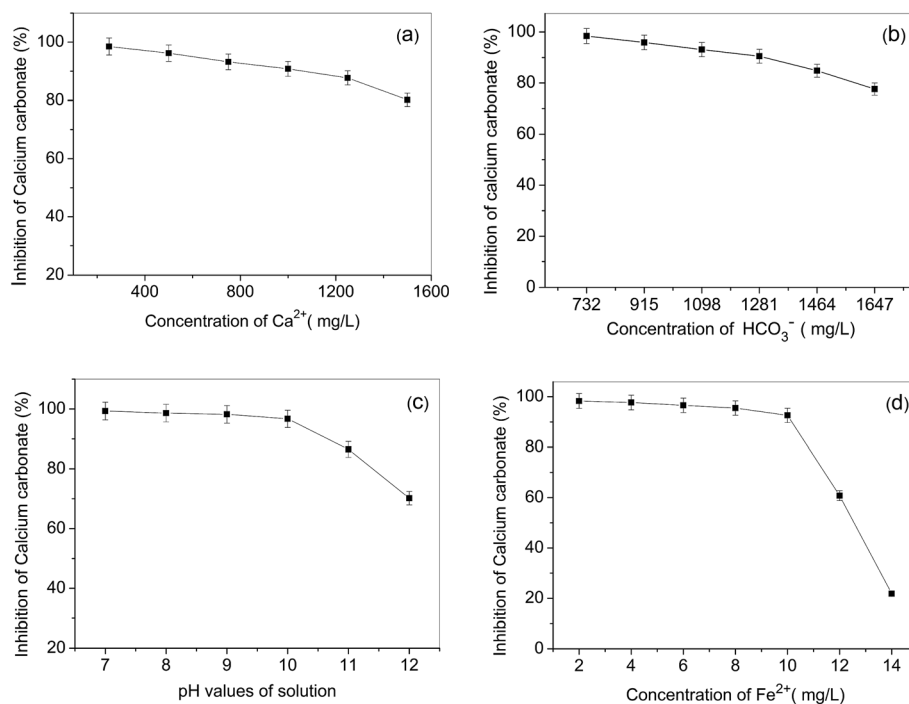 (a)
Inhibition of Calcium carbonate (%)
100
80
60
40
20
400 800 1200 1600
Concentration of Ca²⁺( mg/L)
(b)
Inhibition of calcium carbonate (%)
100
80
60
40
20
0
732 915 1098 1281 1464 1647
Concentration of HCO₃⁻ ( mg/L)
(c)
Inhibition of Calcium carbonate (%)
100
80
60
40
20
7 8 9 10 11 12
pH values of solution
(d)
Inhibition of Calcium carbonate (%)
100
80
60
40
20
0
2 4 6 8 10 12 14
Concentration of Fe²⁺( mg/L)